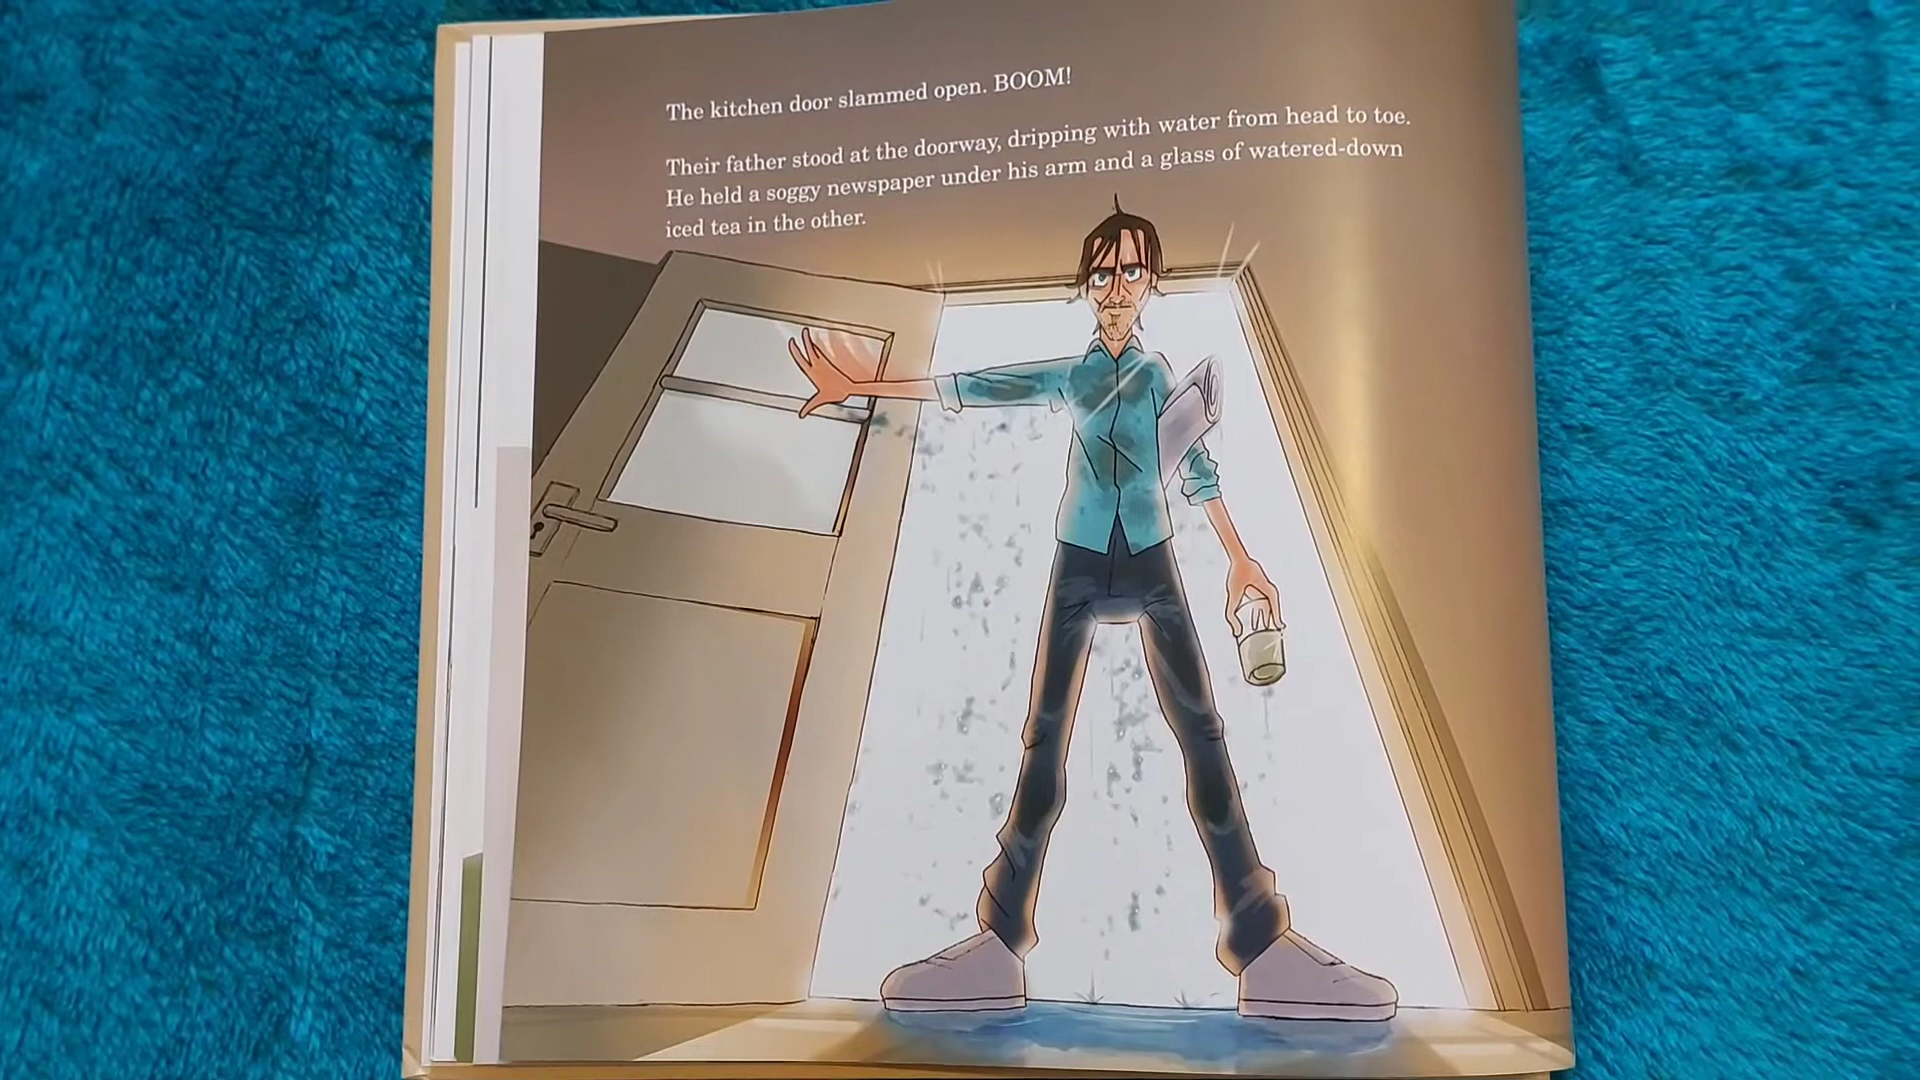 The kitchen door slammed open. BOOM!
Their father stood at the doorway, dripping with water from head to toe.
He held a soggy newspaper under his arm and a glass of watered-down
iced tea in the other.